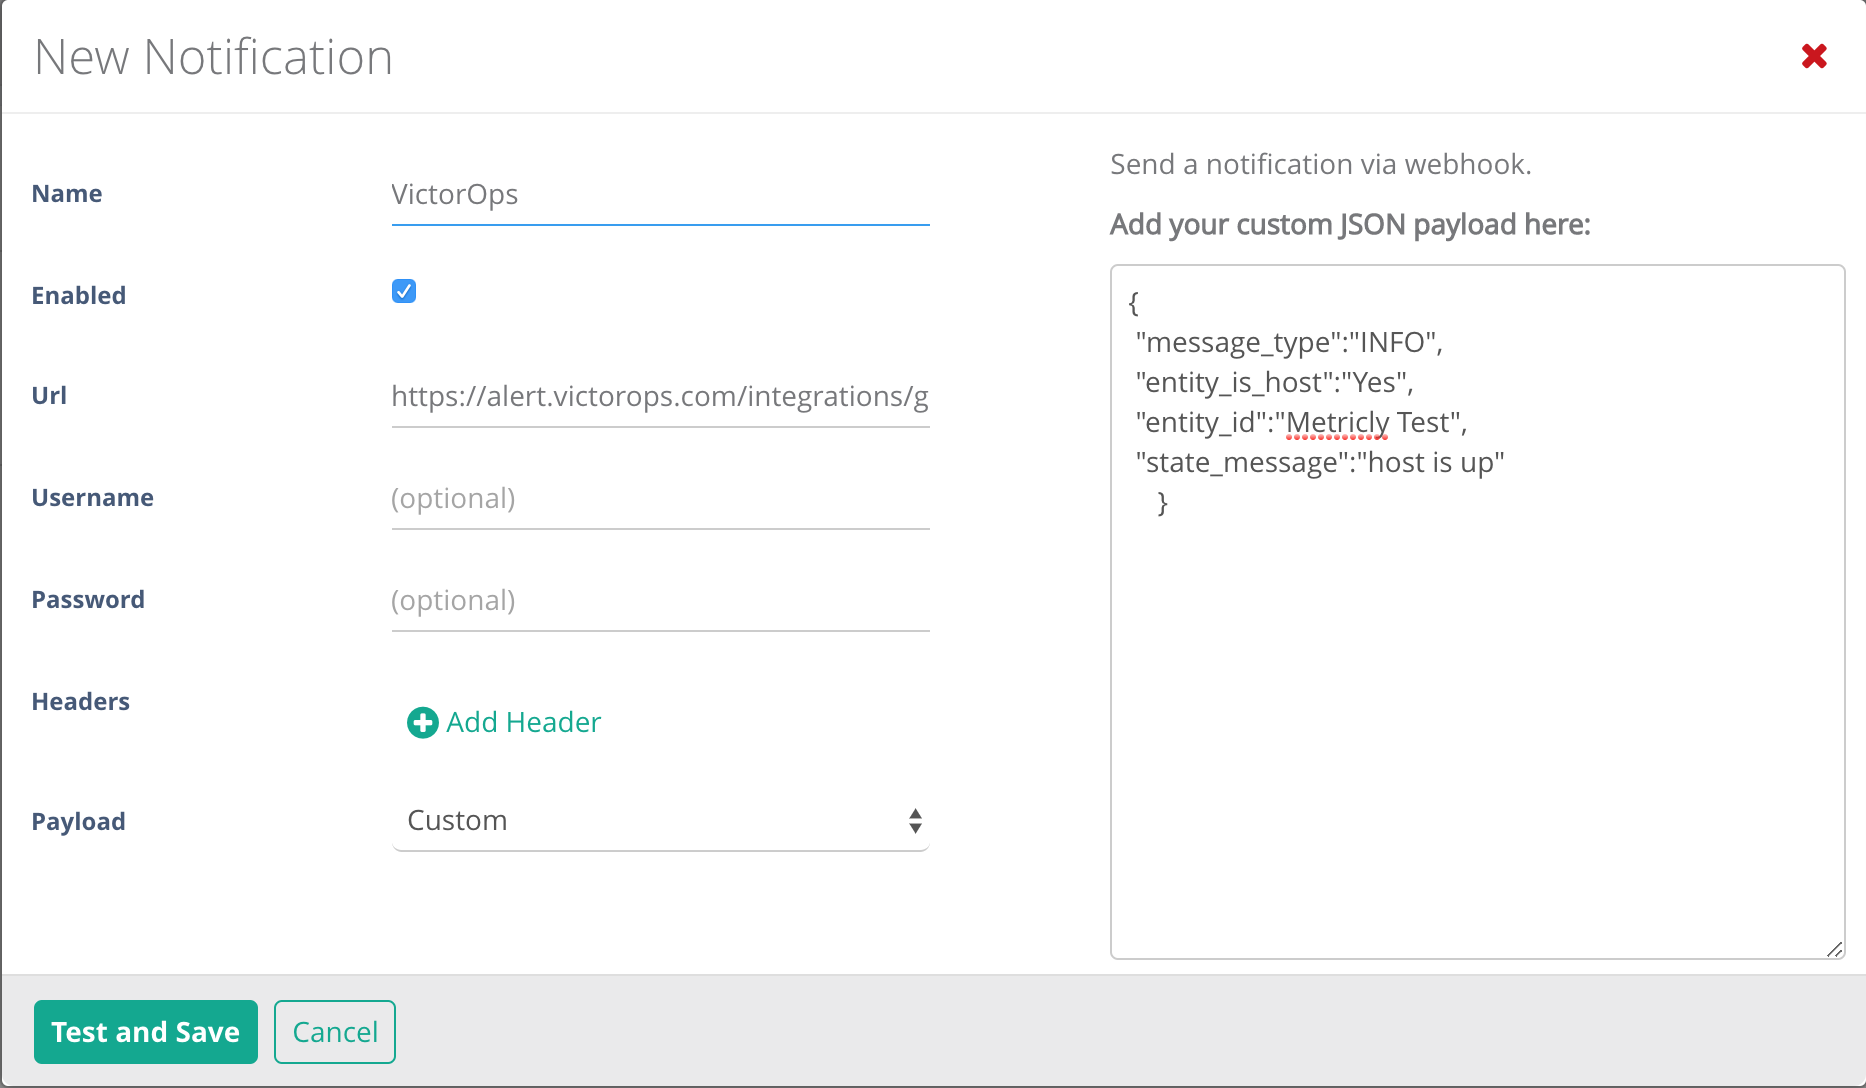 New Notification
Name
VictorOps
Enabled
Url
https://alert.victorops.com/integrations/g
Username
(optional)
Password
(optional)
Headers
Add Header
Payload
Custom
Send a notification via webhook.
Add your custom JSON payload here:
{
"message_type":"INFO",
"entity_is_host":"Yes",
"entity_id":"Metricly Test",
"state_message":"host is up"
}
Test and Save
Cancel